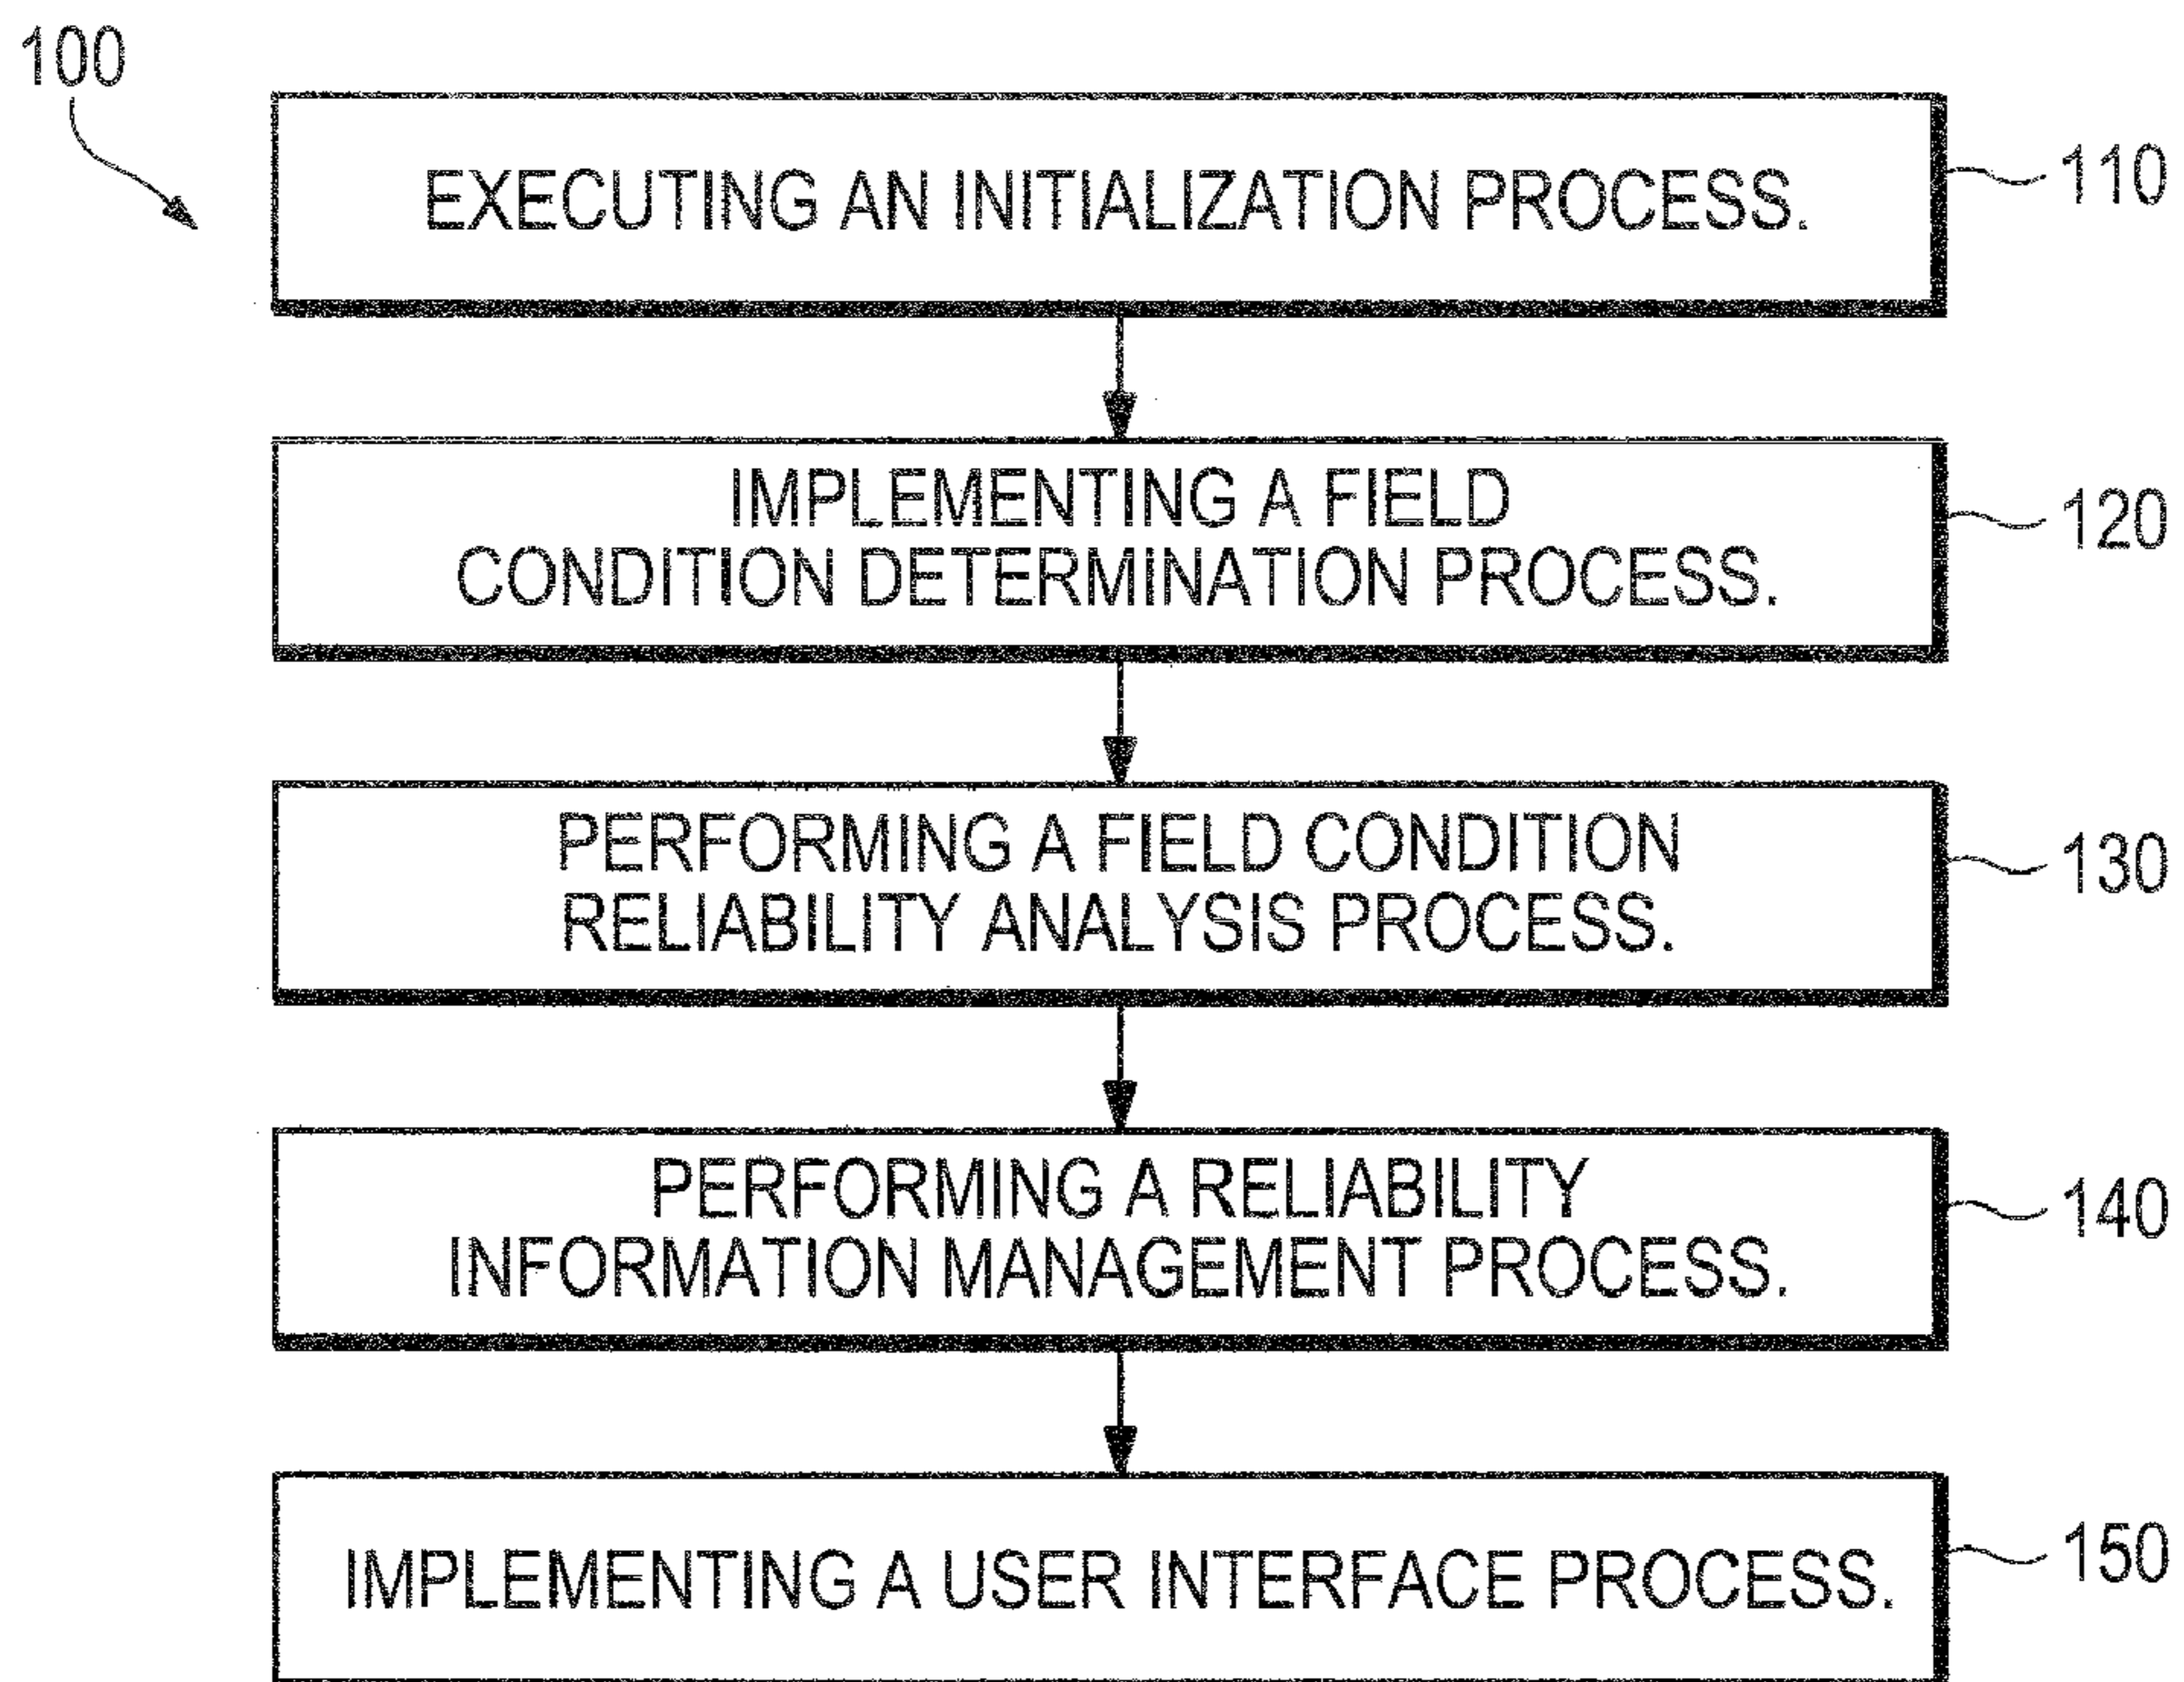 100
EXECUTING AN INITIALIZATION PROCESS.
110
IMPLEMENTING A FIELD
CONDITION DETERMINATION PROCESS.
120
PERFORMING A FIELD CONDITION
RELIABILITY ANALYSIS PROCESS.
130
PERFORMING A RELIABILITY
INFORMATION MANAGEMENT PROCESS.
140
IMPLEMENTING A USER INTERFACE PROCESS.
150